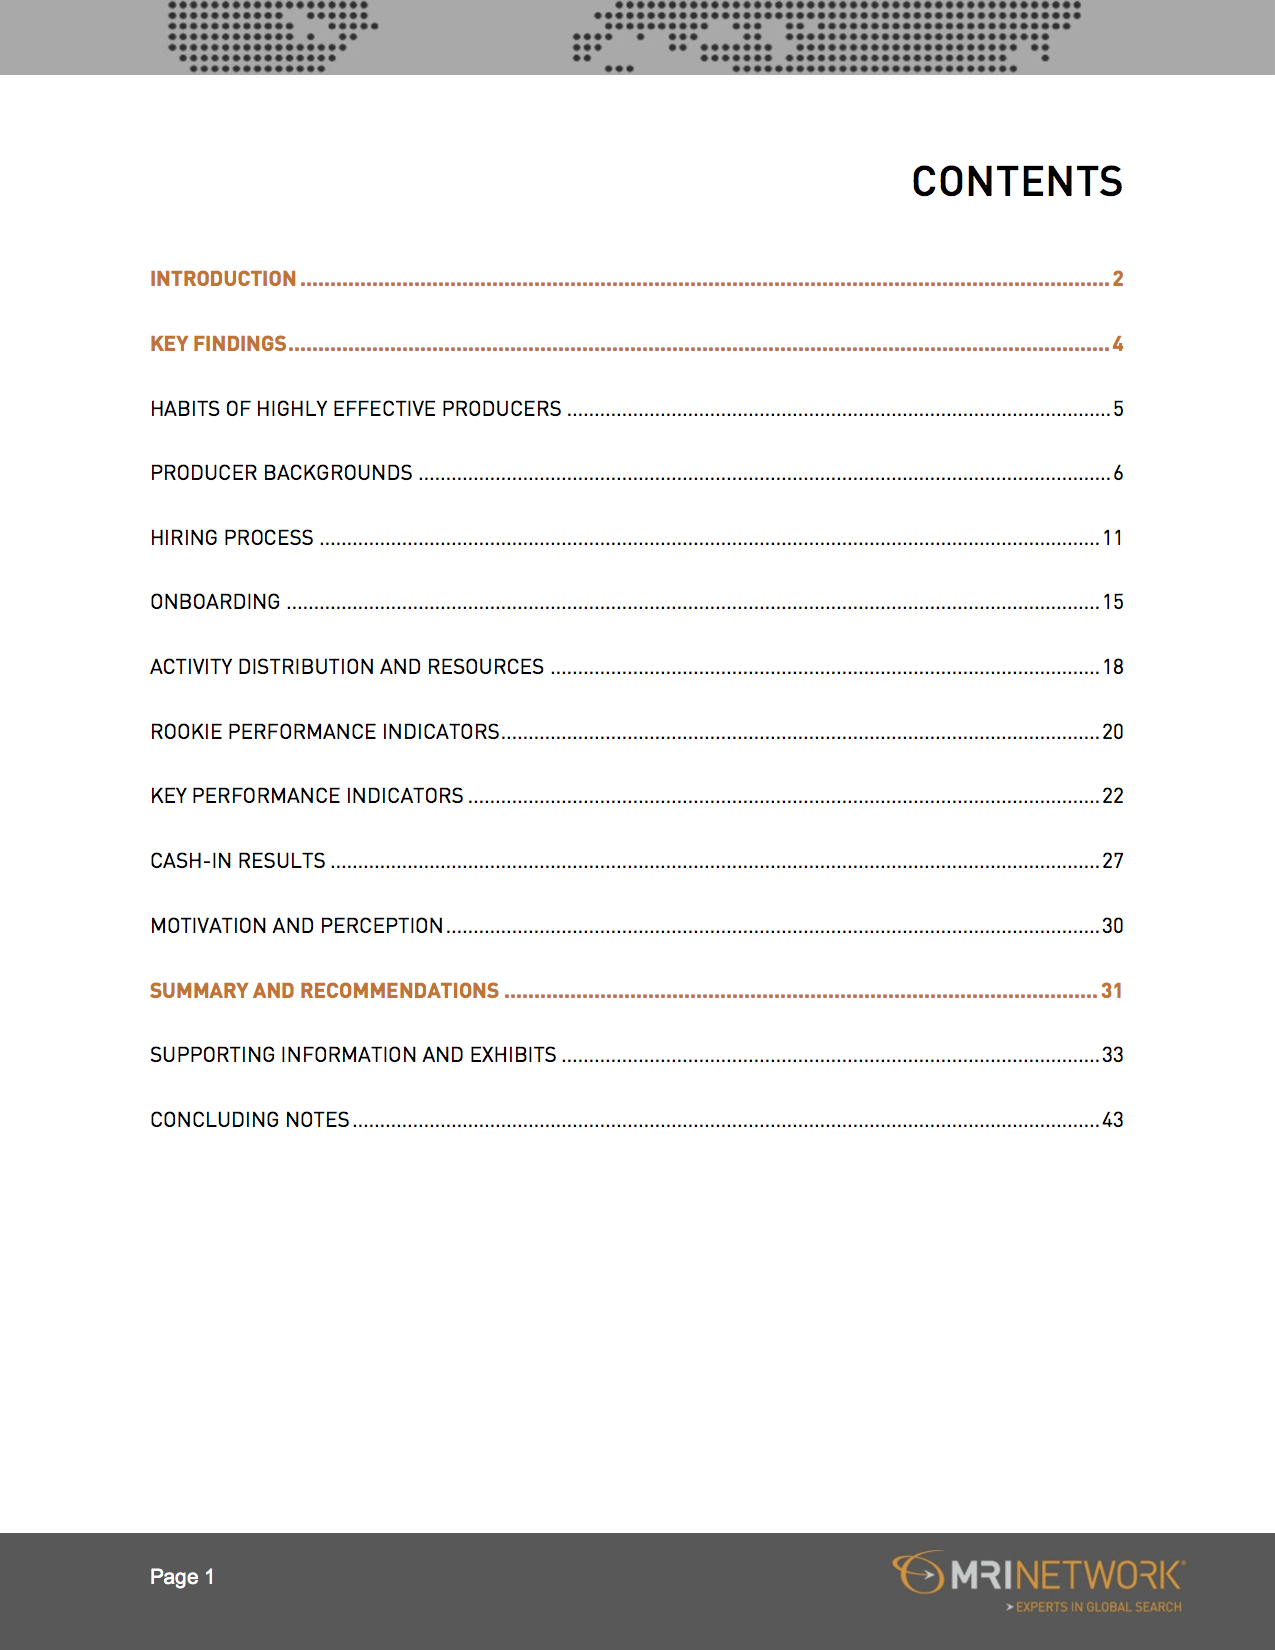 CONTENTS
INTRODUCTION ........................................................................................................................................ 2
KEY FINDINGS.......................................................................................................................................... 4
HABITS OF HIGHLY EFFECTIVE PRODUCERS ................................................................................................... 5
PRODUCER BACKGROUNDS .............................................................................................................................. 6
HIRING PROCESS .............................................................................................................................................. 11
ONBOARDING .................................................................................................................................................... 15
ACTIVITY DISTRIBUTION AND RESOURCES .................................................................................................... 18
ROOKIE PERFORMANCE INDICATORS............................................................................................................. 20
KEY PERFORMANCE INDICATORS ................................................................................................................... 22
CASH-IN RESULTS ............................................................................................................................................ 27
MOTIVATION AND PERCEPTION....................................................................................................................... 30
SUMMARY AND RECOMMENDATIONS ................................................................................................... 31
SUPPORTING INFORMATION AND EXHIBITS .................................................................................................. 33
CONCLUDING NOTES........................................................................................................................................ 43
Page 1
MRINETWORK®
EXPERTS IN GLOBAL SEARCH